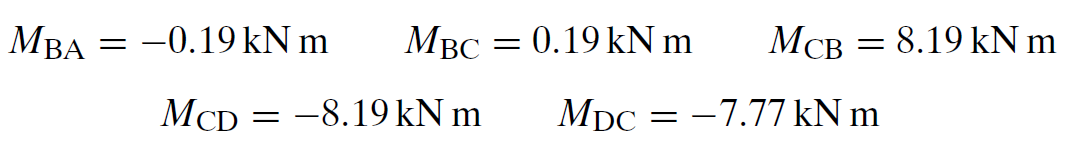 M_BA = −0.19 kN m M_BC = 0.19 kN m M_CB = 8.19 kN m
M_CD = −8.19 kN m M_DC = −7.77 kN m